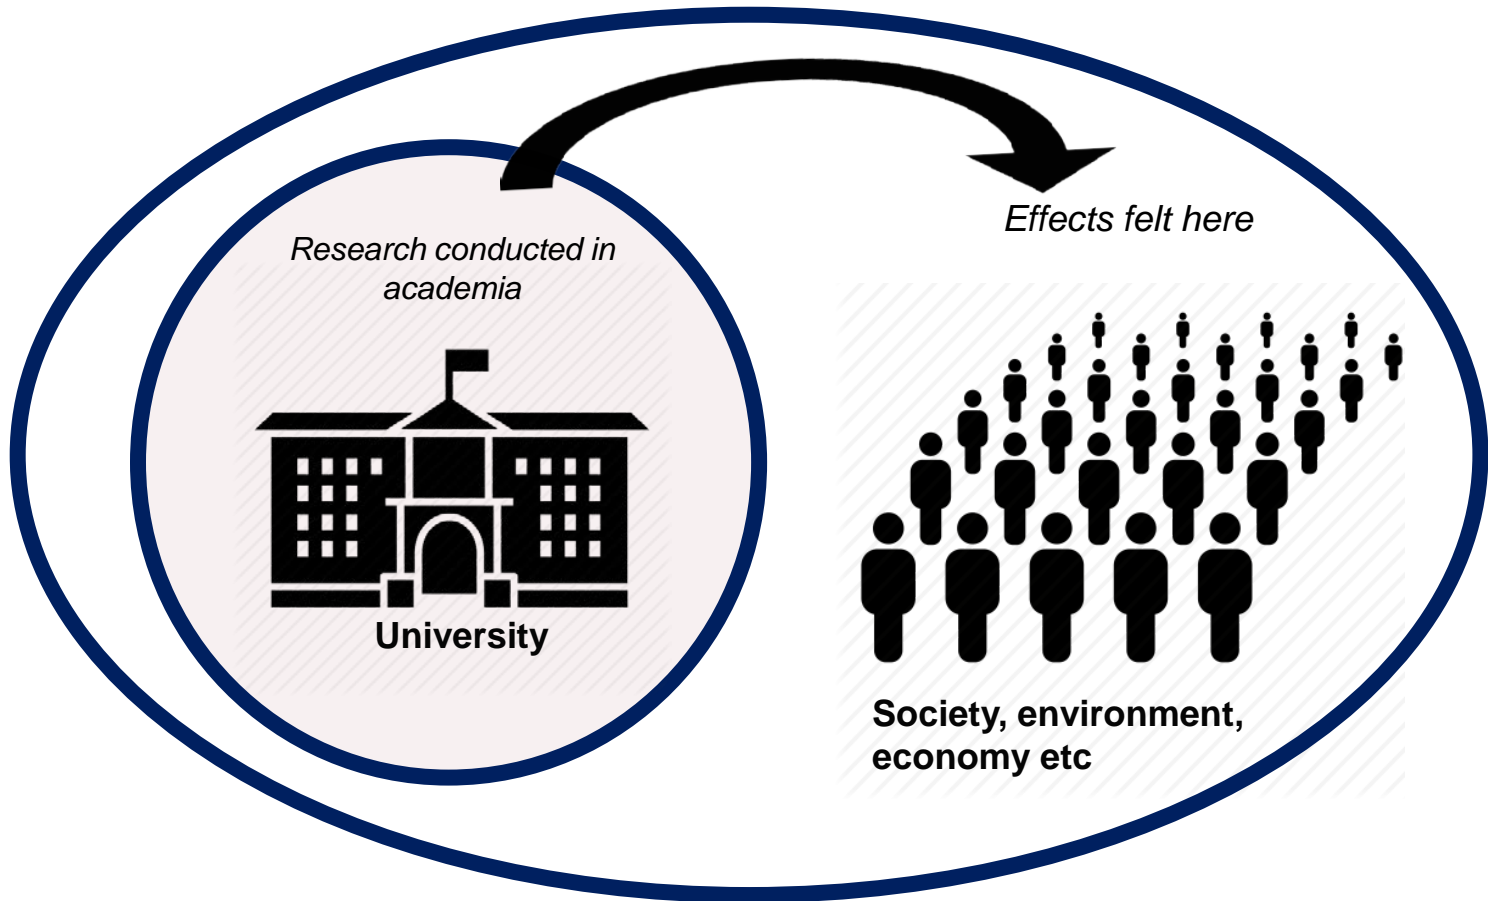 Research conducted in
academia
University
Effects felt here
Society, environment,
economy etc